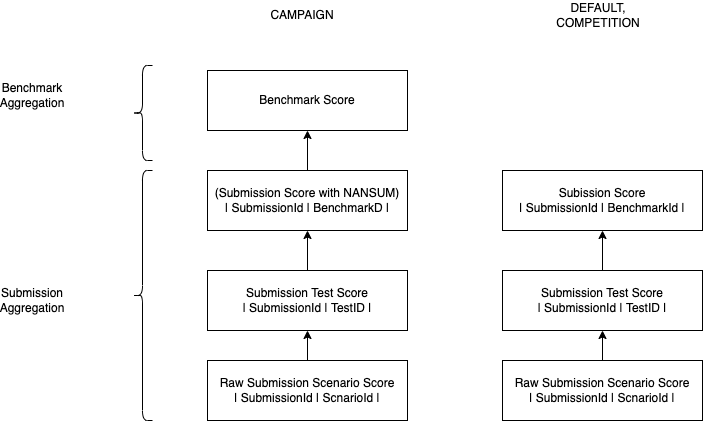 CAMPAIGN
DEFAULT,
COMPETITION
Benchmark
Aggregation
Benchmark Score
(Submission Score with NANSUM)
| SubmissionId | BenchmarkD |
Subission Score
| SubmissionId | BenchmarkId |
Submission
Aggregation
Submission Test Score
| SubmissionId | TestID |
Submission Test Score
| SubmissionId | TestID |
Raw Submission Scenario Score
| SubmissionId | ScnarioId |
Raw Submission Scenario Score
| SubmissionId | ScnarioId |